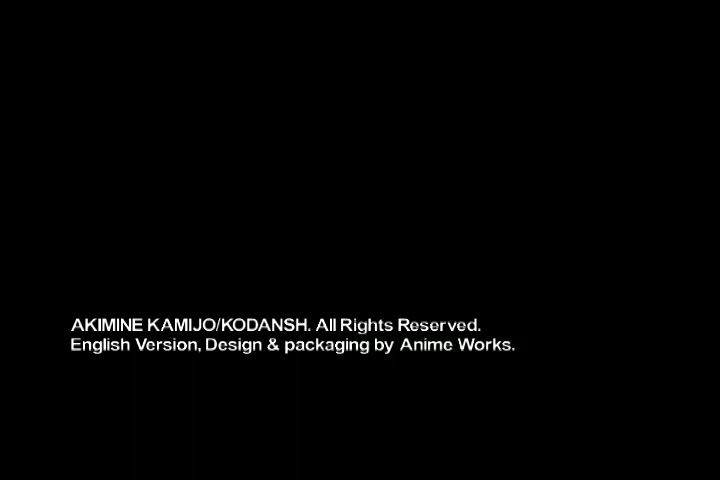 AKIMINE KAMIJO/KODANSH. All Rights Reserved.
English Version, Design & packaging by Anime Works.